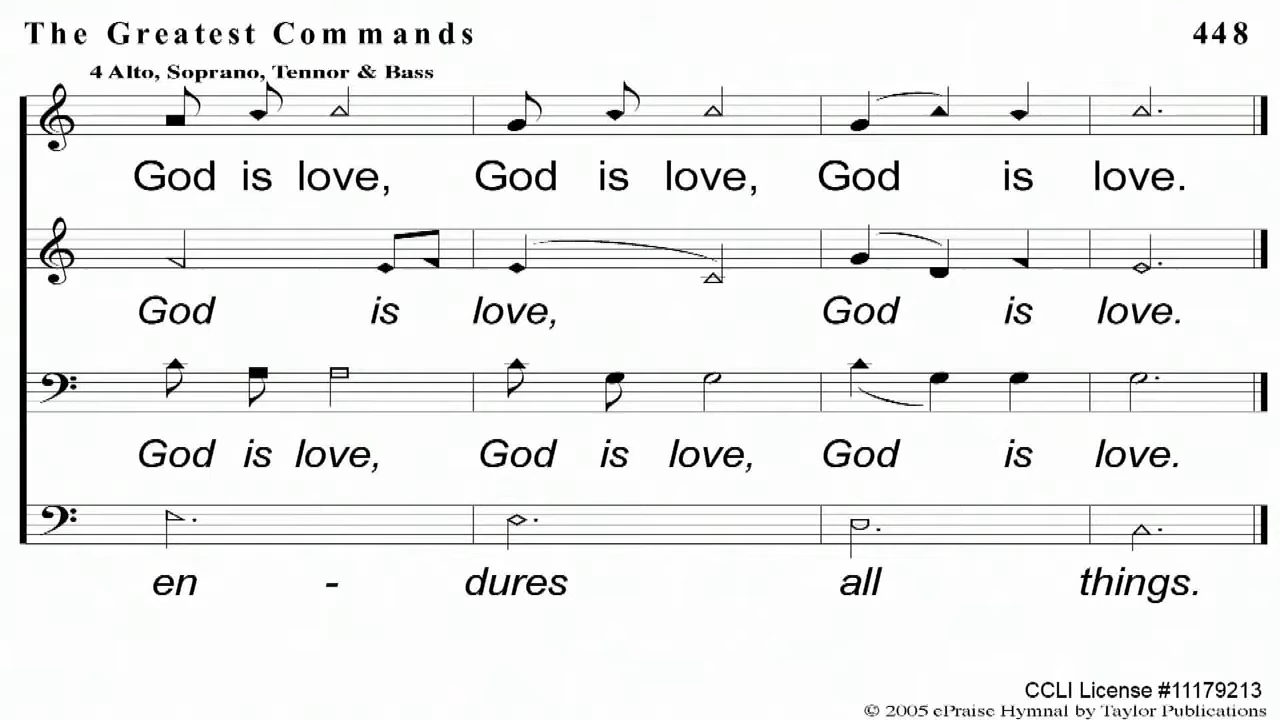 The Greatest Commands 448
4 Alto, Soprano, Tennor & Bass
God is love, God is love, God is love.
God is love, God is love.
God is love, God is love, God is love.
en - dures all things.
CCLI License #11179213
© 2005 ePraise Hymnal by Taylor Publications